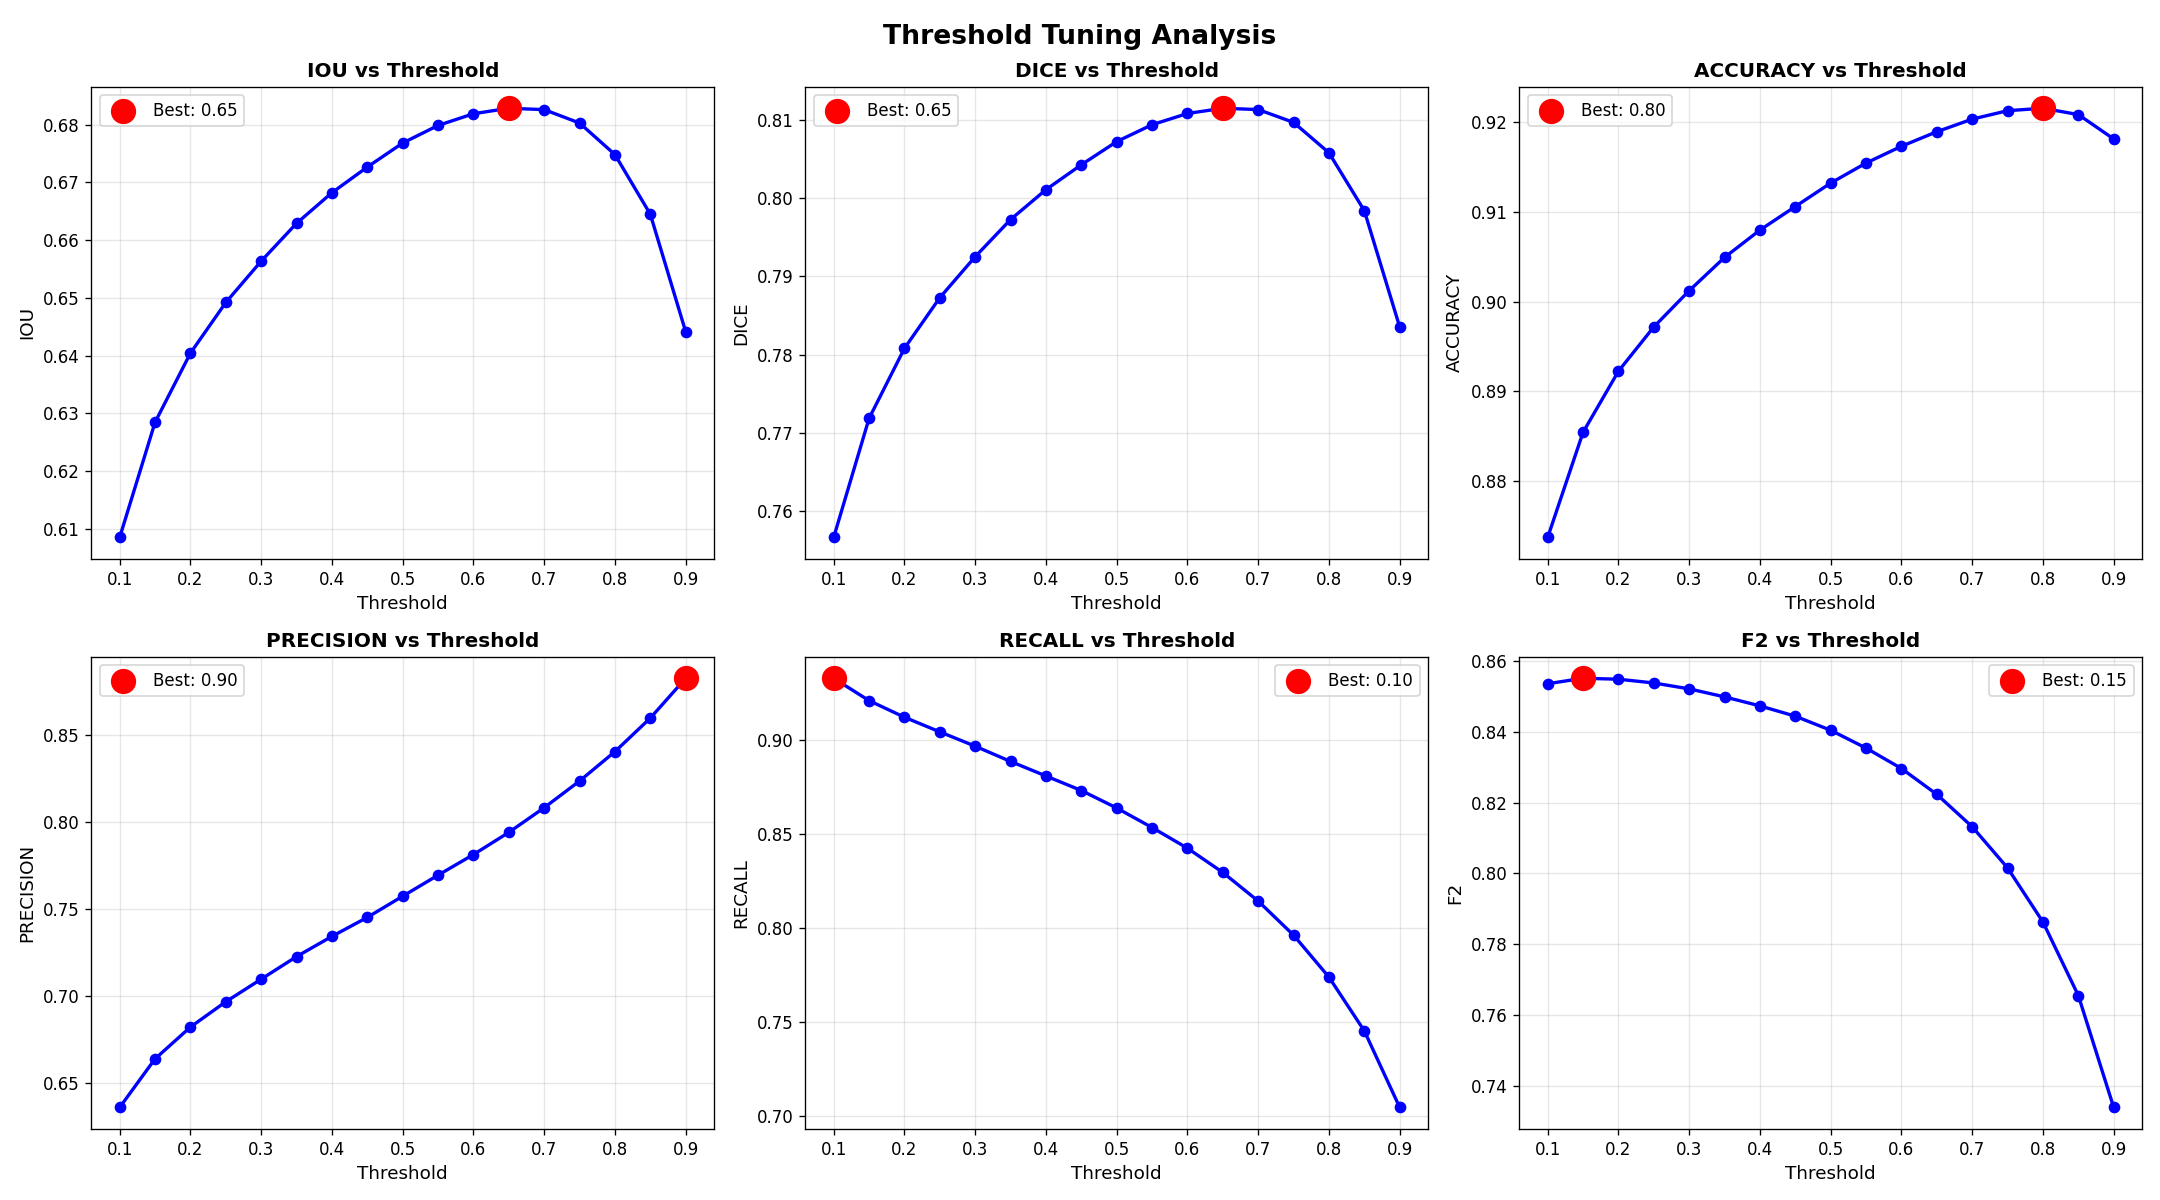 Threshold Tuning Analysis
IOU vs Threshold
Best: 0.65
0.68
0.67
0.66
0.65
0.64
0.63
0.62
0.61
IOU
0.1 0.2 0.3 0.4 0.5 0.6 0.7 0.8 0.9
Threshold
DICE vs Threshold
Best: 0.65
0.81
0.80
0.79
0.78
0.77
0.76
DICE
0.1 0.2 0.3 0.4 0.5 0.6 0.7 0.8 0.9
Threshold
ACCURACY vs Threshold
Best: 0.80
0.92
0.91
0.90
0.89
0.88
ACCURACY
0.1 0.2 0.3 0.4 0.5 0.6 0.7 0.8 0.9
Threshold
PRECISION vs Threshold
Best: 0.90
0.85
0.80
0.75
0.70
0.65
PRECISION
0.1 0.2 0.3 0.4 0.5 0.6 0.7 0.8 0.9
Threshold
RECALL vs Threshold
Best: 0.10
0.90
0.85
0.80
0.75
0.70
RECALL
0.1 0.2 0.3 0.4 0.5 0.6 0.7 0.8 0.9
Threshold
F2 vs Threshold
Best: 0.15
0.86
0.84
0.82
0.80
0.78
0.76
0.74
F2
0.1 0.2 0.3 0.4 0.5 0.6 0.7 0.8 0.9
Threshold